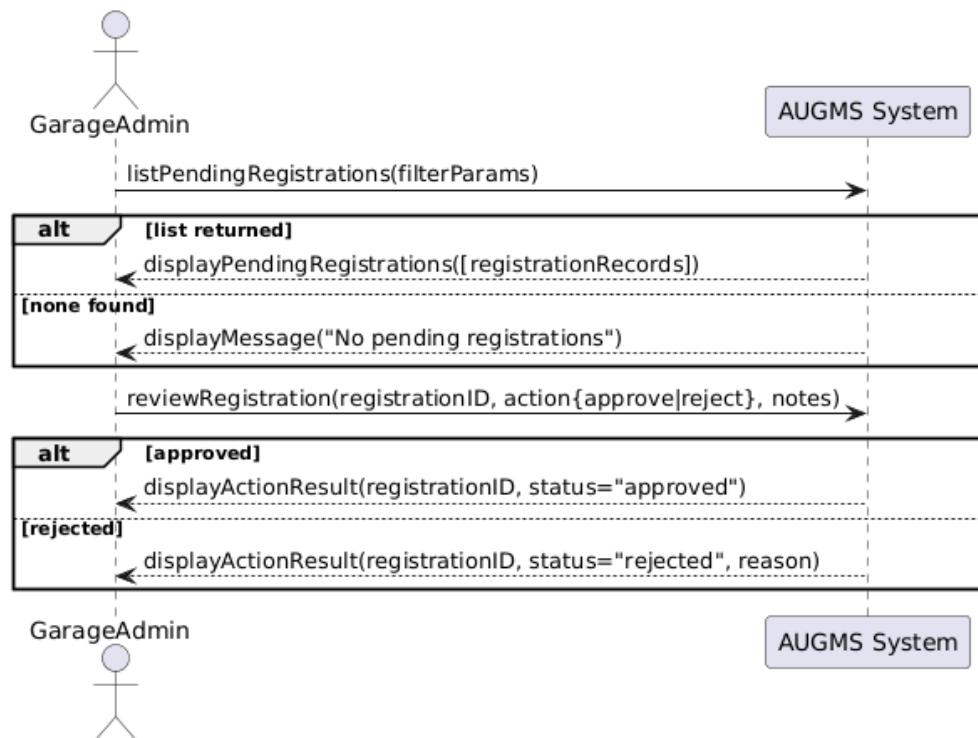 GarageAdmin
AUGMS System
listPendingRegistrations(filterParams)
alt [list returned]
displayPendingRegistrations([registrationRecords])
[none found]
displayMessage("No pending registrations")
reviewRegistration(registrationID, action{approve|reject}, notes)
alt [approved]
displayActionResult(registrationID, status="approved")
[rejected]
displayActionResult(registrationID, status="rejected", reason)
GarageAdmin
AUGMS System